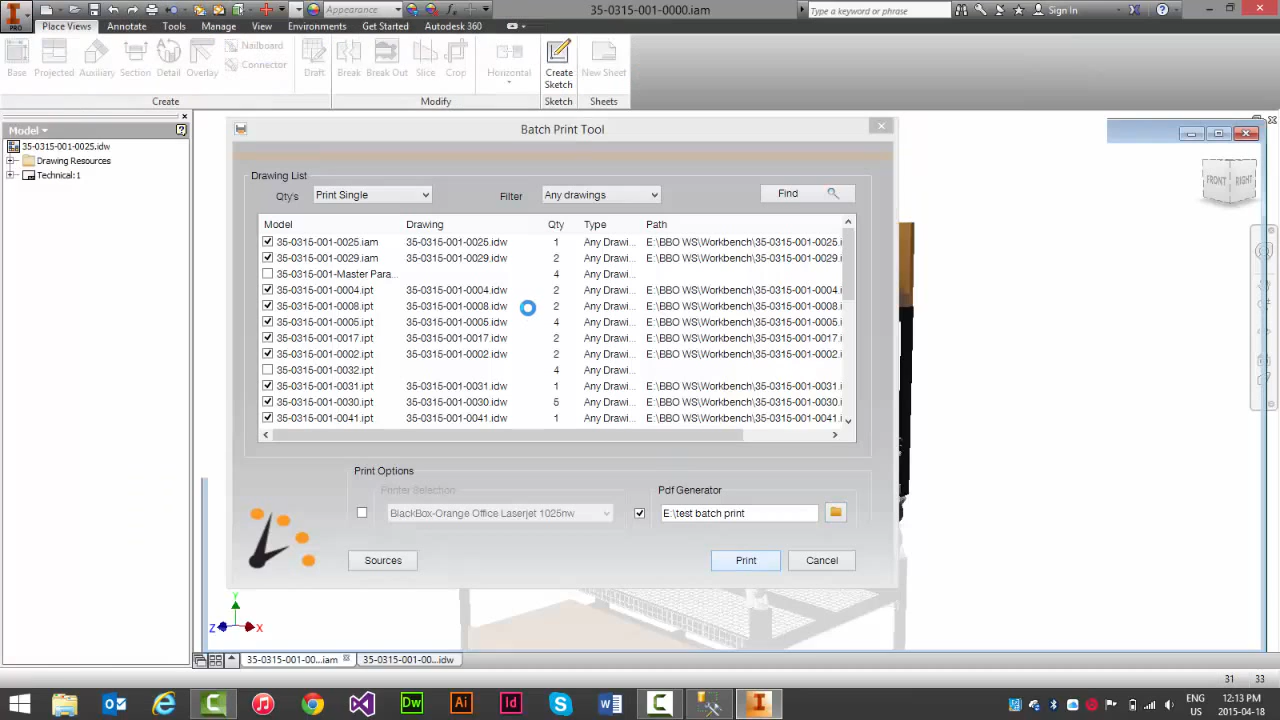 PRO
Appearance
35-0315-001-0000.iam
Type a keyword or phrase
Sign In
Place Views Annotate Tools Manage View Environments Get Started Autodesk 360
Base Projected Auxiliary Section Detail Overlay
Nailboard
Connector
Draft Break Break Out Slice Crop Horizontal
Create Sketch
New Sheet
Create Modify Sketch Sheets
Model
35-0315-001-0025.idw
Drawing Resources
Technical:1
Batch Print Tool
Drawing List
Qty's Print Single Filter Any drawings Find
Model Drawing Qty Type Path
35-0315-001-0025.iam 35-0315-001-0025.idw 1 Any Drawi... E:\BBO WS\Workbench\35-0315-001-0025.i
35-0315-001-0029.iam 35-0315-001-0029.idw 2 Any Drawi... E:\BBO WS\Workbench\35-0315-001-0029.i
35-0315-001-Master Para... 4 Any Drawi...
35-0315-001-0004.ipt 35-0315-001-0004.idw 2 Any Drawi... E:\BBO WS\Workbench\35-0315-001-0004.i
35-0315-001-0008.ipt 35-0315-001-0008.idw 2 Any Drawi... E:\BBO WS\Workbench\35-0315-001-0008.i
35-0315-001-0005.ipt 35-0315-001-0005.idw 4 Any Drawi... E:\BBO WS\Workbench\35-0315-001-0005.i
35-0315-001-0017.ipt 35-0315-001-0017.idw 2 Any Drawi... E:\BBO WS\Workbench\35-0315-001-0017.i
35-0315-001-0002.ipt 35-0315-001-0002.idw 2 Any Drawi... E:\BBO WS\Workbench\35-0315-001-0002.i
35-0315-001-0032.ipt 4 Any Drawi...
35-0315-001-0031.ipt 35-0315-001-0031.idw 1 Any Drawi... E:\BBO WS\Workbench\35-0315-001-0031.i
35-0315-001-0030.ipt 35-0315-001-0030.idw 5 Any Drawi... E:\BBO WS\Workbench\35-0315-001-0030.i
35-0315-001-0041.ipt 35-0315-001-0041.idw 1 Any Drawi... E:\BBO WS\Workbench\35-0315-001-0041.i
Print Options
Printer Selection
BlackBox-Orange Office Laserjet 1025nw
Pdf Generator
E:\test batch print
Sources Print Cancel
FRONT RIGHT
Y
Z X
35-0315-001-00...iam 35-0315-001-00...idw
31 33
Dw Ai Id
ENG
US
12:13 PM
2015-04-18